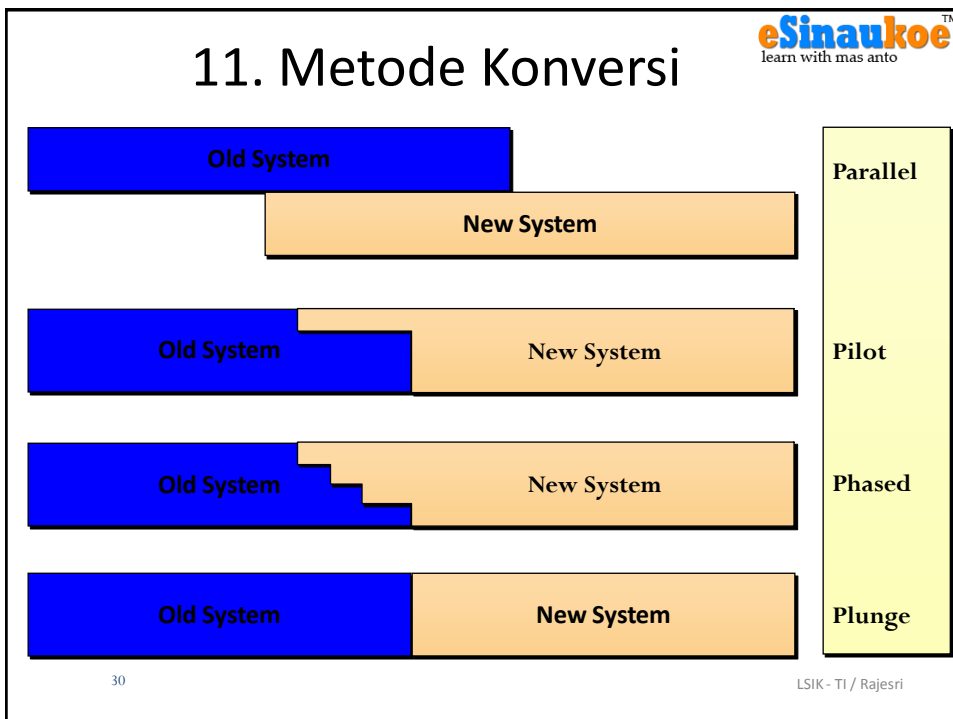 eSinaukoe
TM
learn with mas anto
11. Metode Konversi
Old System
New System
Parallel
Old System
New System
Pilot
Old System
New System
Phased
Old System
New System
Plunge
30
LSIK - TI / Rajesri